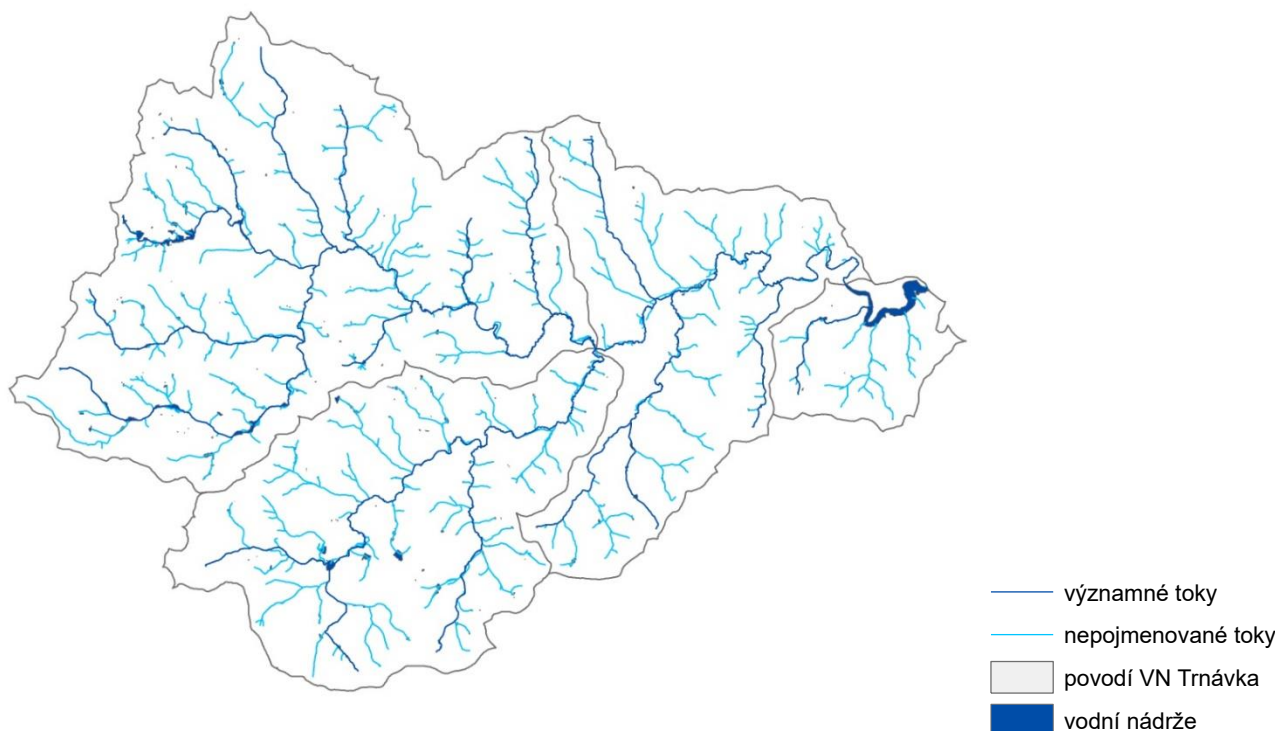 významné toky
nepojmenované toky
povodí VN Trnávka
vodní nádrže